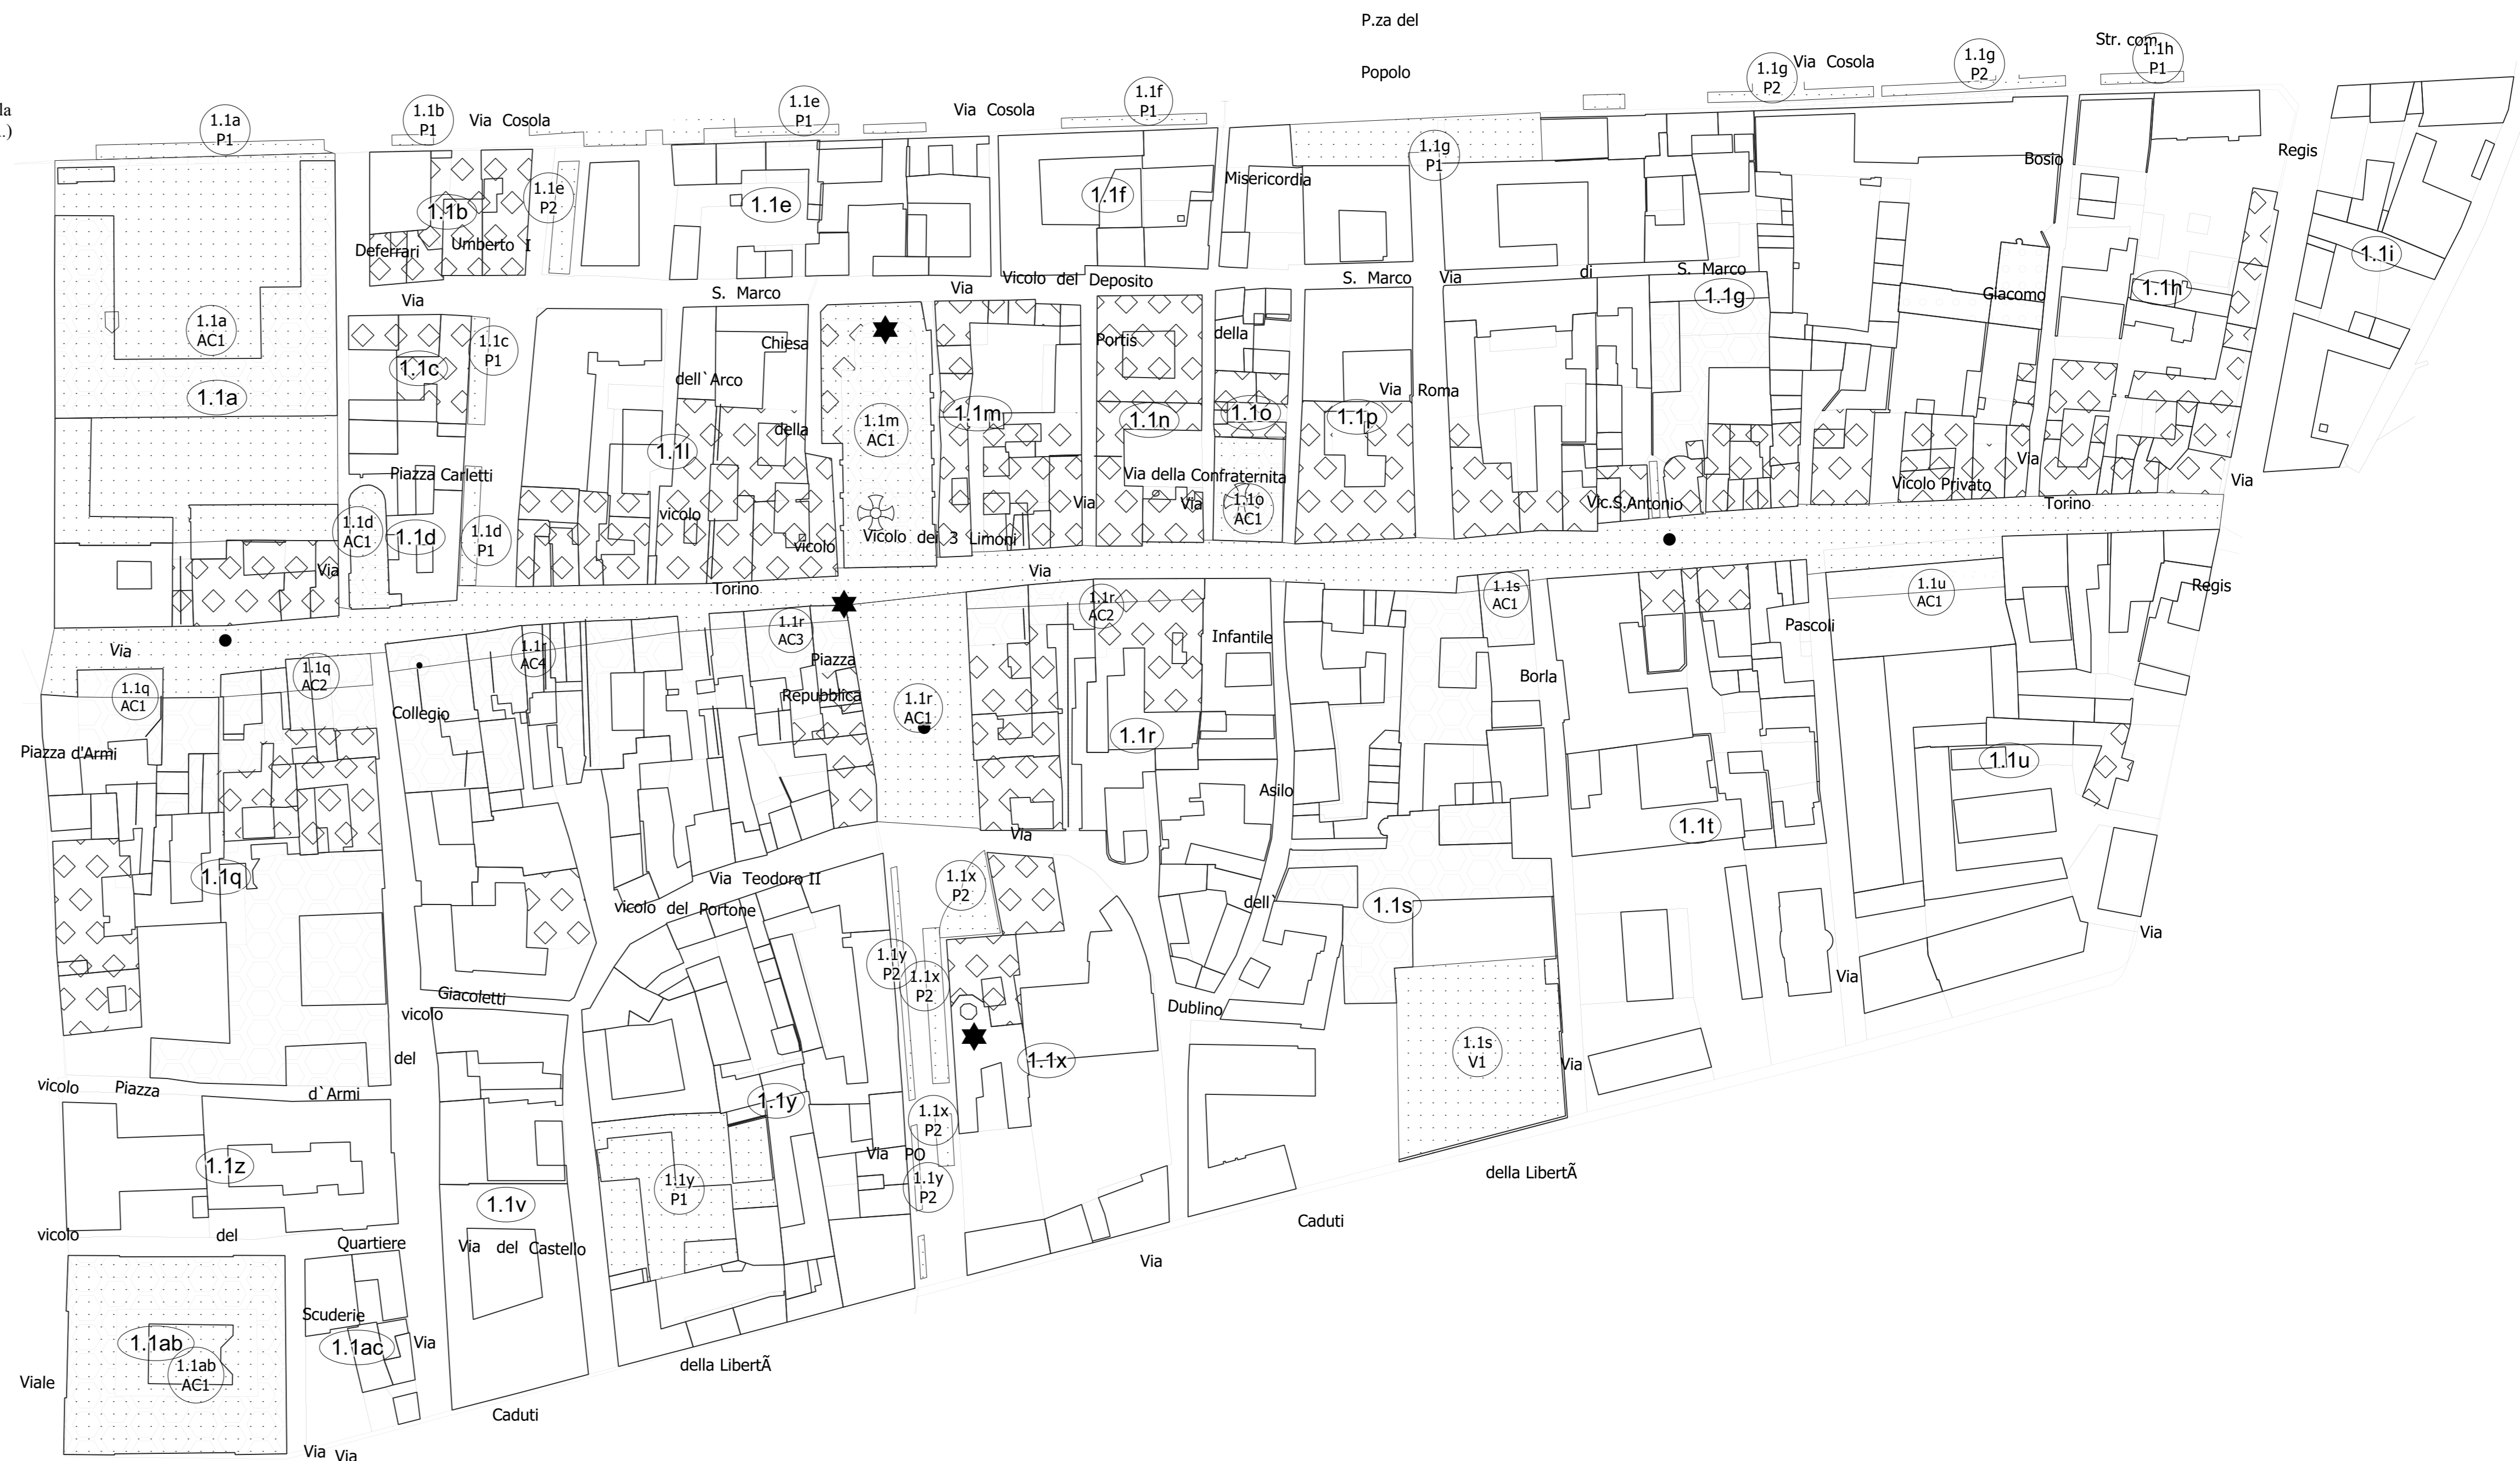 P.za del
Popolo
Str. com.
1.1h
P1
Via Cosola
1.1g
P2
1.1g
P2
la
.)
1.1a
P1
1.1b
P1
Via Cosola
1.1e
P1
Via Cosola
1.1f
P1
1.1g
P1
Bosio
Regis
1.1b
1.1e
P2
1.1e
1.1f
Misericordia
Deferrari
Umberto I
1.1i
Via
S. Marco
Via
Vicolo del Deposito
S. Marco
Via
di
S. Marco
1.1g
Giacomo
1.1h
1.1a
AC1
1.1c
P1
Chiesa
Portis
della
1.1c
dell`Arco
Via Roma
1.1a
1.1m
AC1
1.1m
1.1n
1.1o
1.1p
della
1.1l
Piazza Carletti
Via della Confraternita
Via
Vicolo Privato
Via
1.1d
AC1
1.1d
1.1d
P1
vicolo
vicolo
Vicolo dei 3 Limoni
Via
Via
1.1o
AC1
Vic.S.Antonio
Torino
Via
Torino
Via
1.1r
AC2
1.1s
AC1
1.1u
AC1
Regis
Via
1.1q
AC1
1.1q
AC2
1.1r
AC4
1.1r
AC3
Piazza
Repubblica
1.1r
AC1
Infantile
Borla
Pascoli
Collegio
Piazza d'Armi
1.1r
1.1u
Asilo
Via
1.1t
1.1q
Via Teodoro II
vicolo del Portone
1.1x
P2
dell`
1.1s
Via
1.1y
P2
1.1x
P2
Via
Giacoletti
vicolo
Dublino
del
1.1x
1.1s
V1
Via
vicolo
Piazza
d`Armi
1.1y
1.1x
P2
Via PO
1.1z
1.1y
P1
1.1y
P2
della LibertÃ
1.1v
Caduti
vicolo
del
Quartiere
Via del Castello
Via
Scuderie
1.1ab
1.1ab
AC1
1.1ac
Via
della LibertÃ
Viale
Caduti
Via
Via